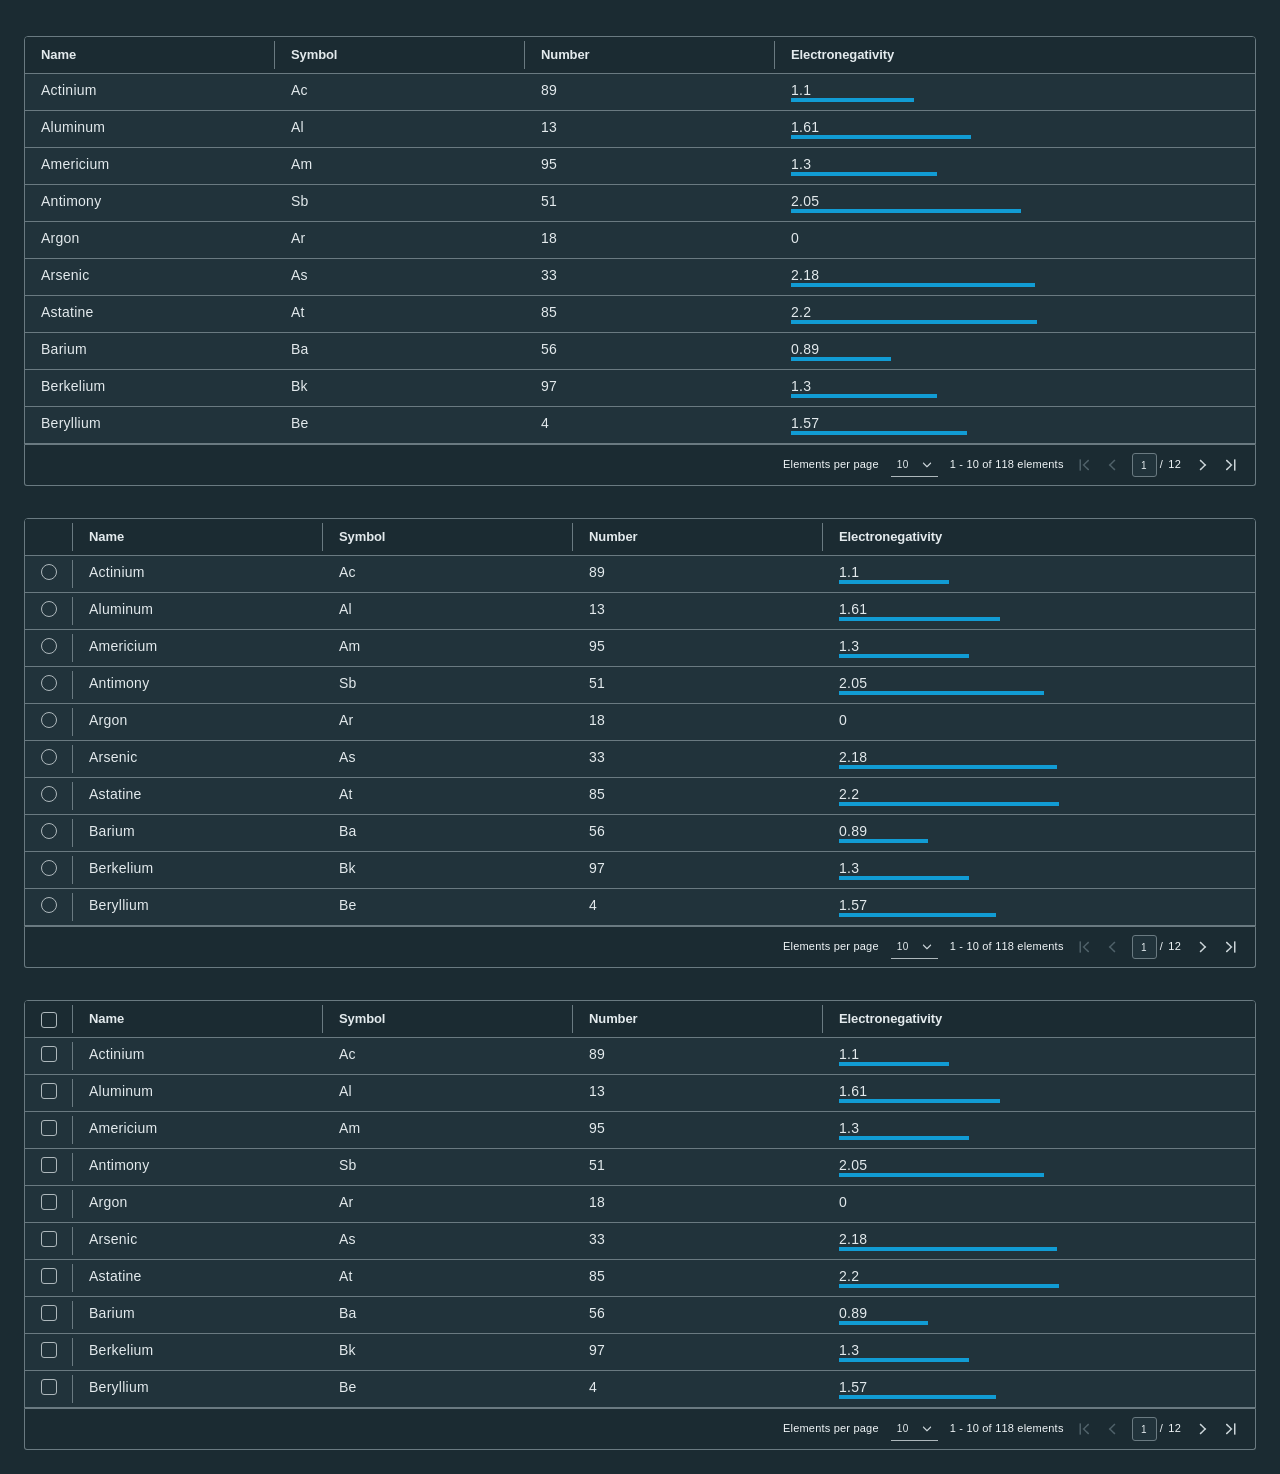 Name Symbol Number Electronegativity
Actinium Ac 89 1.1
Aluminum Al 13 1.61
Americium Am 95 1.3
Antimony Sb 51 2.05
Argon Ar 18 0
Arsenic As 33 2.18
Astatine At 85 2.2
Barium Ba 56 0.89
Berkelium Bk 97 1.3
Beryllium Be 4 1.57
Elements per page 10 1 - 10 of 118 elements 1 / 12
Name Symbol Number Electronegativity
Actinium Ac 89 1.1
Aluminum Al 13 1.61
Americium Am 95 1.3
Antimony Sb 51 2.05
Argon Ar 18 0
Arsenic As 33 2.18
Astatine At 85 2.2
Barium Ba 56 0.89
Berkelium Bk 97 1.3
Beryllium Be 4 1.57
Elements per page 10 1 - 10 of 118 elements 1 / 12
Name Symbol Number Electronegativity
Actinium Ac 89 1.1
Aluminum Al 13 1.61
Americium Am 95 1.3
Antimony Sb 51 2.05
Argon Ar 18 0
Arsenic As 33 2.18
Astatine At 85 2.2
Barium Ba 56 0.89
Berkelium Bk 97 1.3
Beryllium Be 4 1.57
Elements per page 10 1 - 10 of 118 elements 1 / 12